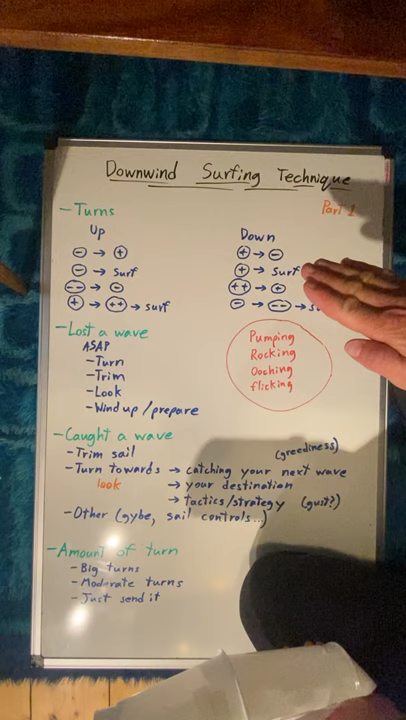 Downwind Surfing Technique
Part 1
- Turns
Up
⊖ → ⊕
⊖ → surf
(--) → ⊖
⊕ → (++) → surf
Down
⊕ → ⊖
⊕ → surf
(++) → ⊕
⊖ → (--) →
Pumping
Rocking
Ooching
flicking
- Lost a wave
ASAP
- Turn
- Trim
- Look
- Wind up / prepare
- Caught a wave
- Trim sail
(greediness)
- Turn towards → catching your next wave
look → your destination
→ tactics/strategy (gust?)
- Other (gybe, sail controls...)
- Amount of turn
- Big turns
- Moderate turns
- Just send it